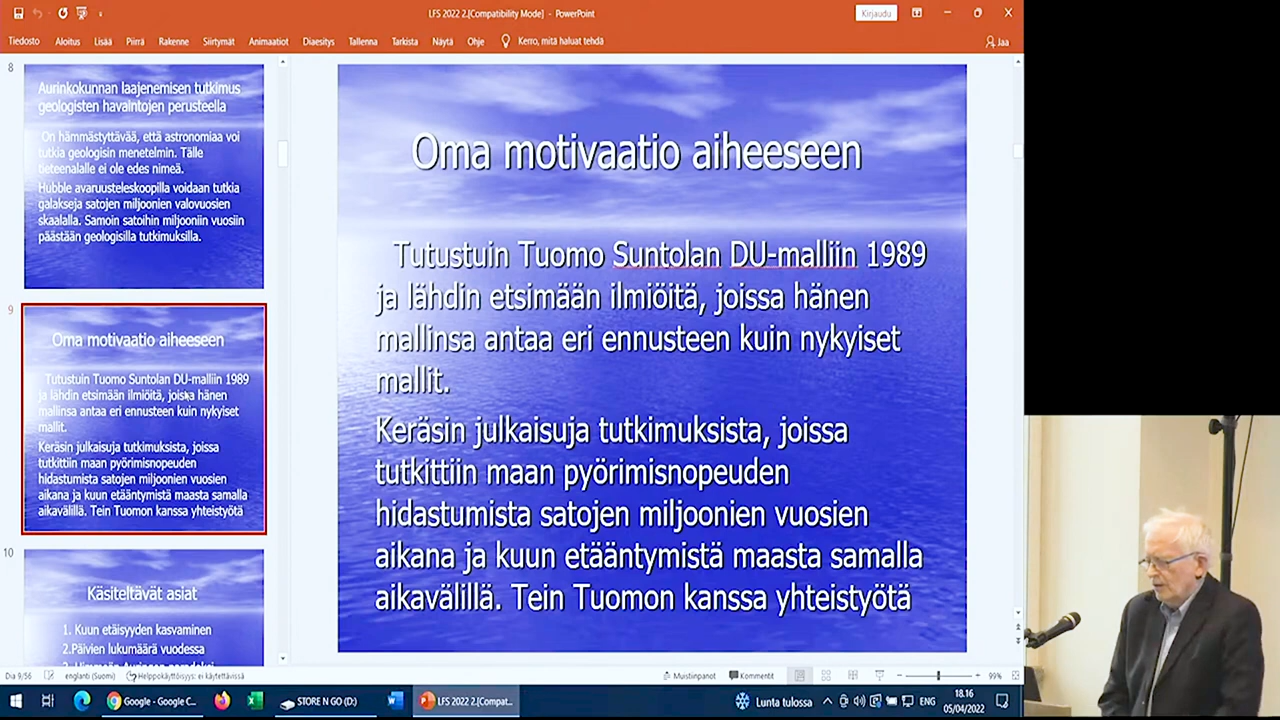 LFS 2022 2.[Compatibility Mode] - PowerPoint
Kirjaudu
Tiedosto Aloitus Lisää Piirrä Rakenne Siirtymät Animaatiot Diaesitys Tallenna Tarkista Näytä Ohje Kerro, mitä haluat tehdä Jaa
8
Aurinkokunnan laajenemisen tutkimus
geologisten havaintojen perusteella
On hämmästyttävää, että astronomiaa voi
tutkia geologisin menetelmin. Tälle
tieteenalalle ei ole edes nimeä.
Hubble avaruusteleskoopilla voidaan tutkia
galakseja satojen miljoonien valovuosien
skaalalla. Samoin satoihin miljooniin vuosiin
päästään geologisilla tutkimuksilla.
9
Oma motivaatio aiheeseen
Tutustuin Tuomo Suntolan DU-malliin 1989
ja lähdin etsimään ilmiöitä, joissa hänen
mallinsa antaa eri ennusteen kuin nykyiset
mallit.
Keräsin julkaisuja tutkimuksista, joissa
tutkittiin maan pyörimisnopeuden
hidastumista satojen miljoonien vuosien
aikana ja kuun etääntymistä maasta samalla
aikavälillä. Tein Tuomon kanssa yhteistyötä
10
Käsiteltävät asiat
1. Kuun etäisyyden kasvaminen
2.Päivien lukumäärä vuodessa
3. Himmeän Auringon paradoksi
Oma motivaatio aiheeseen
Tutustuin Tuomo Suntolan DU-malliin 1989
ja lähdin etsimään ilmiöitä, joissa hänen
mallinsa antaa eri ennusteen kuin nykyiset
mallit.
Keräsin julkaisuja tutkimuksista, joissa
tutkittiin maan pyörimisnopeuden
hidastumista satojen miljoonien vuosien
aikana ja kuun etääntymistä maasta samalla
aikavälillä. Tein Tuomon kanssa yhteistyötä
Dia 9/56 englanti (Suomi) Helppokäyttöisyys: ei käytettävissä Muistiinpanot Kommentit 99%
Google - Google C... STORE N GO (D:) LFS 2022 2.[Compat... Lunta tulossa ENG 18.16
05/04/2022